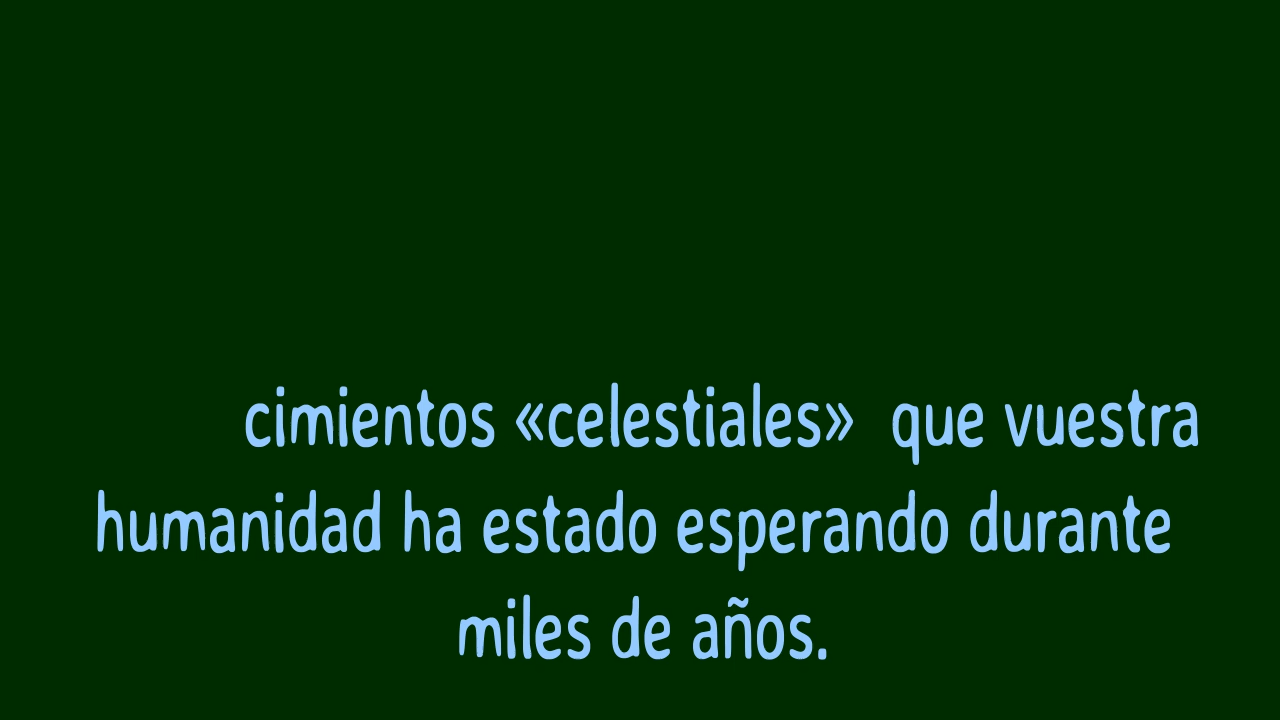 cimientos «celestiales» que vuestra
humanidad ha estado esperando durante
miles de años.